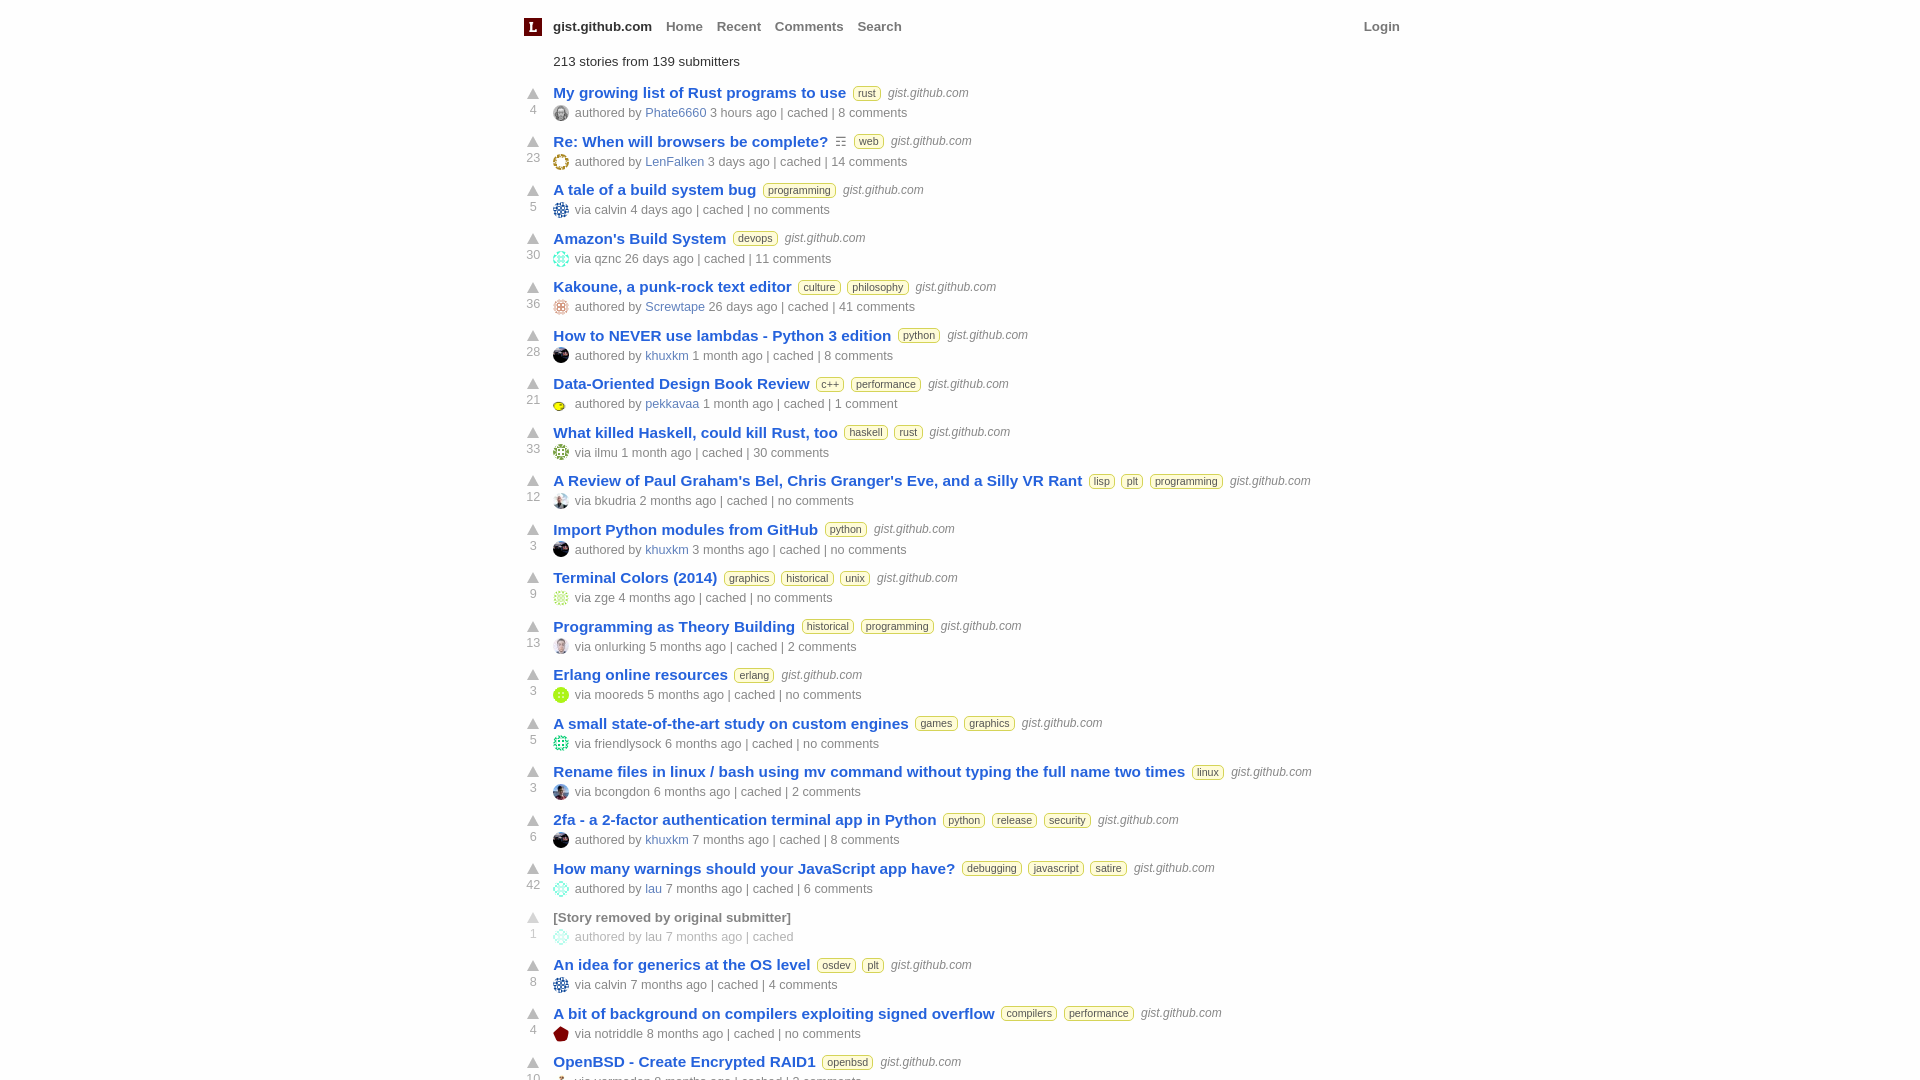 L gist.github.com Home Recent Comments Search Login
213 stories from 139 submitters
My growing list of Rust programs to use rust gist.github.com
4 authored by Phate6660 3 hours ago | cached | 8 comments
Re: When will browsers be complete? ☶ web gist.github.com
23 authored by LenFalken 3 days ago | cached | 14 comments
A tale of a build system bug programming gist.github.com
5 via calvin 4 days ago | cached | no comments
Amazon's Build System devops gist.github.com
30 via qznc 26 days ago | cached | 11 comments
Kakoune, a punk-rock text editor culture philosophy gist.github.com
36 authored by Screwtape 26 days ago | cached | 41 comments
How to NEVER use lambdas - Python 3 edition python gist.github.com
28 authored by khuxkm 1 month ago | cached | 8 comments
Data-Oriented Design Book Review c++ performance gist.github.com
21 authored by pekkavaa 1 month ago | cached | 1 comment
What killed Haskell, could kill Rust, too haskell rust gist.github.com
33 via ilmu 1 month ago | cached | 30 comments
A Review of Paul Graham's Bel, Chris Granger's Eve, and a Silly VR Rant lisp plt programming gist.github.com
12 via bkudria 2 months ago | cached | no comments
Import Python modules from GitHub python gist.github.com
3 authored by khuxkm 3 months ago | cached | no comments
Terminal Colors (2014) graphics historical unix gist.github.com
9 via zge 4 months ago | cached | no comments
Programming as Theory Building historical programming gist.github.com
13 via onlurking 5 months ago | cached | 2 comments
Erlang online resources erlang gist.github.com
3 via mooreds 5 months ago | cached | no comments
A small state-of-the-art study on custom engines games graphics gist.github.com
5 via friendlysock 6 months ago | cached | no comments
Rename files in linux / bash using mv command without typing the full name two times linux gist.github.com
3 via bcongdon 6 months ago | cached | 2 comments
2fa - a 2-factor authentication terminal app in Python python release security gist.github.com
6 authored by khuxkm 7 months ago | cached | 8 comments
How many warnings should your JavaScript app have? debugging javascript satire gist.github.com
42 authored by lau 7 months ago | cached | 6 comments
[Story removed by original submitter]
1 authored by lau 7 months ago | cached
An idea for generics at the OS level osdev plt gist.github.com
8 via calvin 7 months ago | cached | 4 comments
A bit of background on compilers exploiting signed overflow compilers performance gist.github.com
4 via notriddle 8 months ago | cached | no comments
OpenBSD - Create Encrypted RAID1 openbsd gist.github.com
10